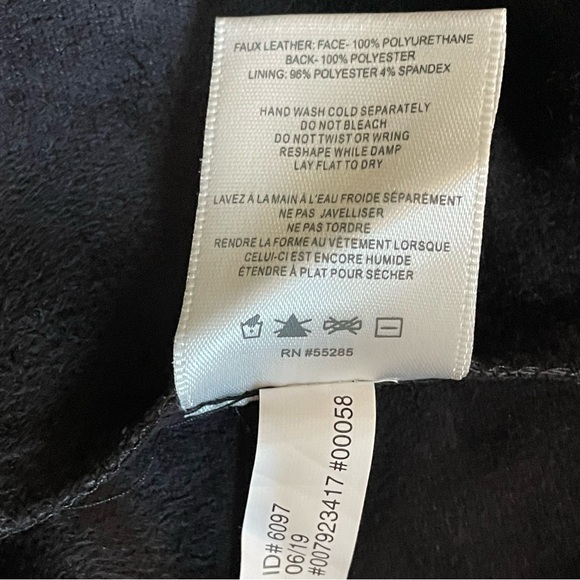 FAUX LEATHER: FACE- 100% POLYURETHANE
BACK- 100% POLYESTER
LINING: 96% POLYESTER 4% SPANDEX
HAND WASH COLD SEPARATELY
DO NOT BLEACH
DO NOT TWIST OR WRING
RESHAPE WHILE DAMP
LAY FLAT TO DRY
LAVEZ À LA MAIN À L'EAU FROIDE SÉPARÉMENT
NE PAS JAVELLISER
NE PAS TORDRE
RENDRE LA FORME AU VÊTEMENT LORSQUE
CELUI-CI EST ENCORE HUMIDE
ÉTENDRE À PLAT POUR SÉCHER
RN #55285
ID# 6097
06/19
#007923417 #00058